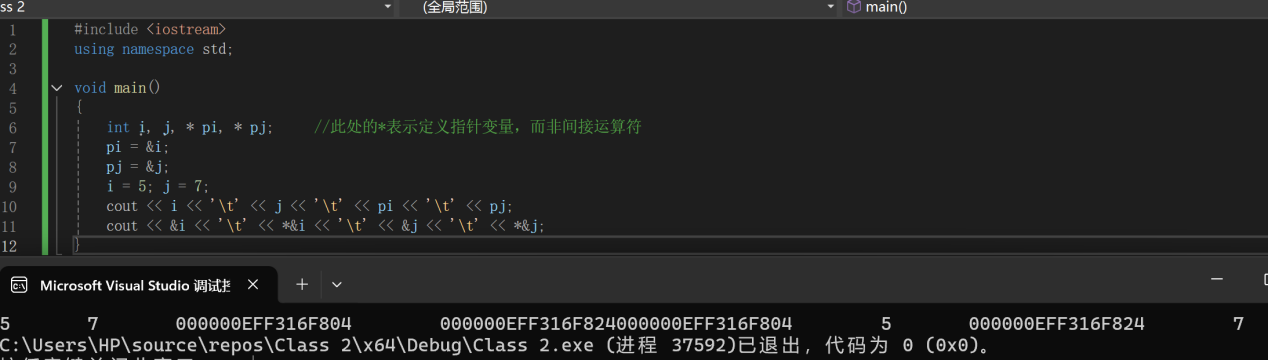 ss 2 (全局范围) main()
1 #include <iostream>
2 using namespace std;
3
4 void main()
5 {
6 int i, j, * pi, * pj; //此处的*表示定义指针变量，而非间接运算符
7 pi = &i;
8 pj = &j;
9 i = 5; j = 7;
10 cout << i << '\t' << j << '\t' << pi << '\t' << pj;
11 cout << &i << '\t' << *&i << '\t' << &j << '\t' << *&j;
12 }
Microsoft Visual Studio 调试
5 7 000000EFF316F804 000000EFF316F824000000EFF316F804 5 000000EFF316F824 7
C:\Users\HP\source\repos\Class 2\x64\Debug\Class 2.exe (进程 37592)已退出，代码为 0 (0x0)。